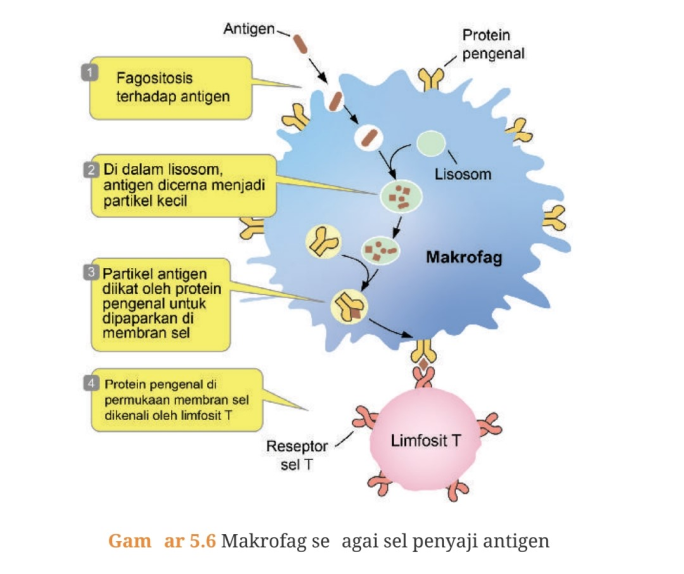 Antigen
Protein
pengenal
1
Fagositosis
terhadap antigen
2
Di dalam lisosom,
antigen dicerna menjadi
partikel kecil
Lisosom
Makrofag
3
Partikel antigen
diikat oleh protein
pengenal untuk
dipaparkan di
membran sel
4
Protein pengenal di
permukaan membran sel
dikenali oleh limfosit T
Reseptor
sel T
Limfosit T
Gam ar 5.6 Makrofag se agai sel penyaji antigen